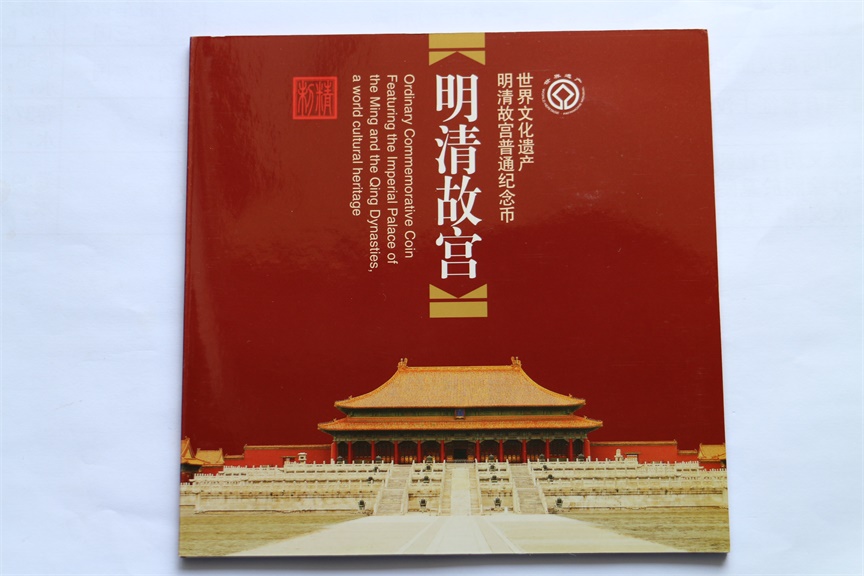 世界文化遗产
明清故宫普通纪念币
明清故宫
Ordinary Commemorative Coin
Featuring the Imperial Palace of
the Ming and the Qing Dynasties,
a world cultural heritage
精制